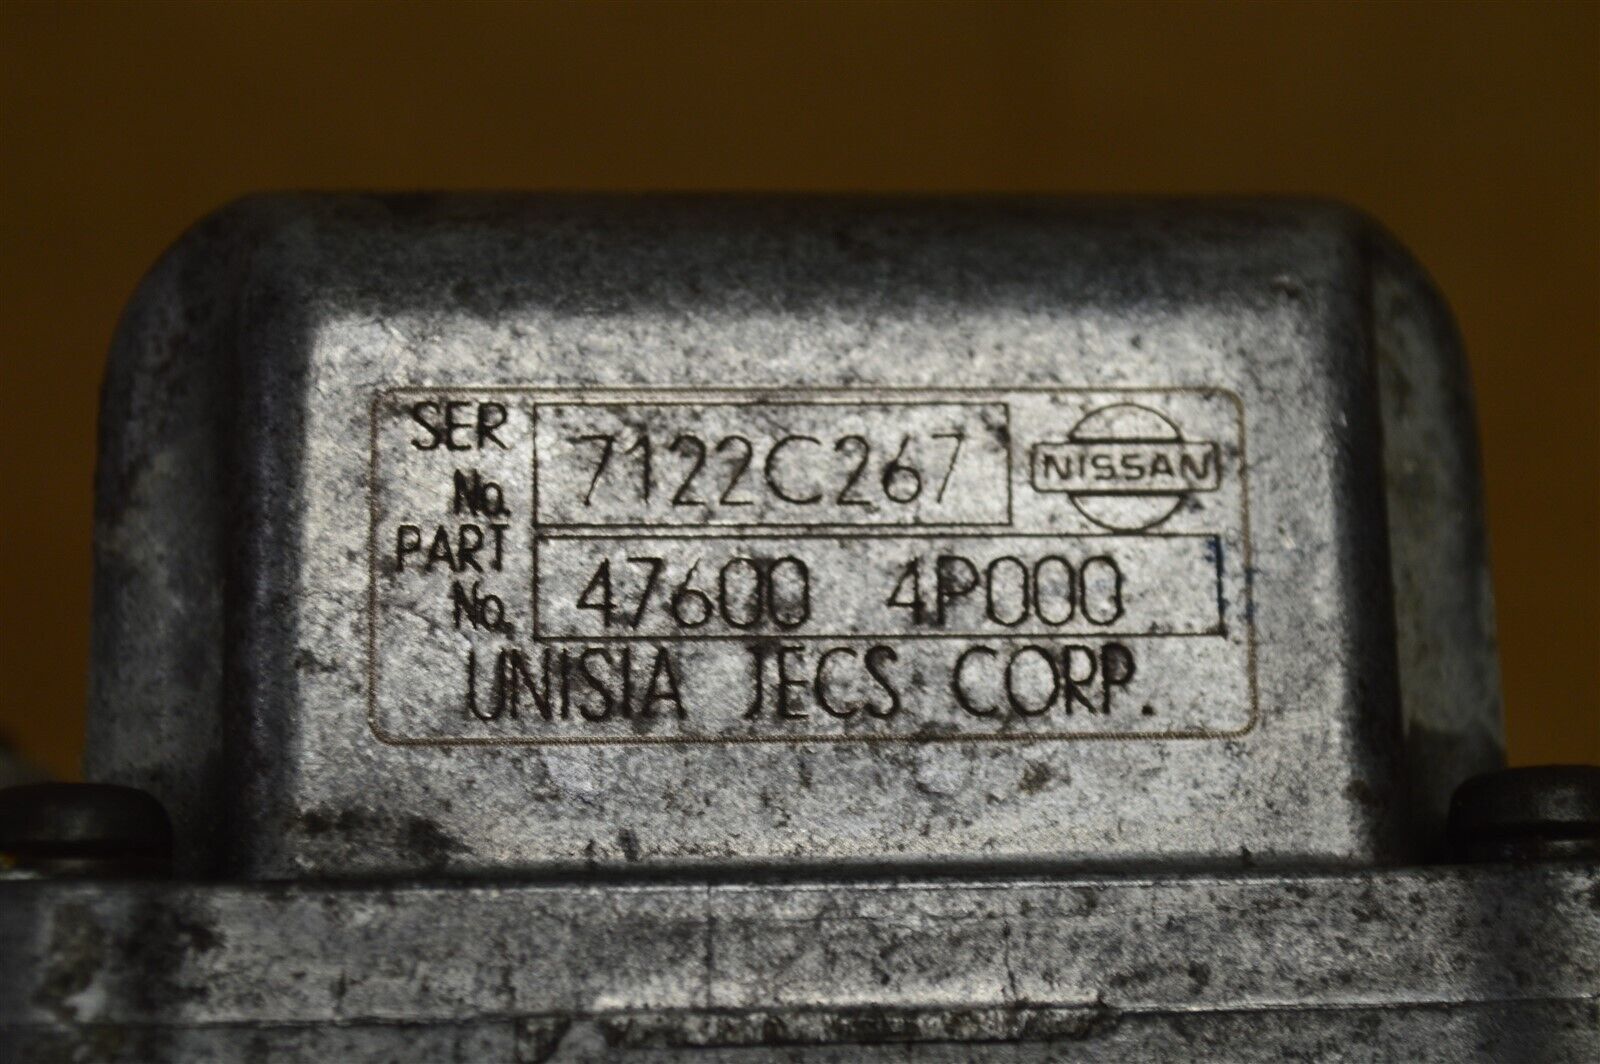 SER No. 7122C267 NISSAN
PART No. 47600 4P000
UNISIA JECS CORP.